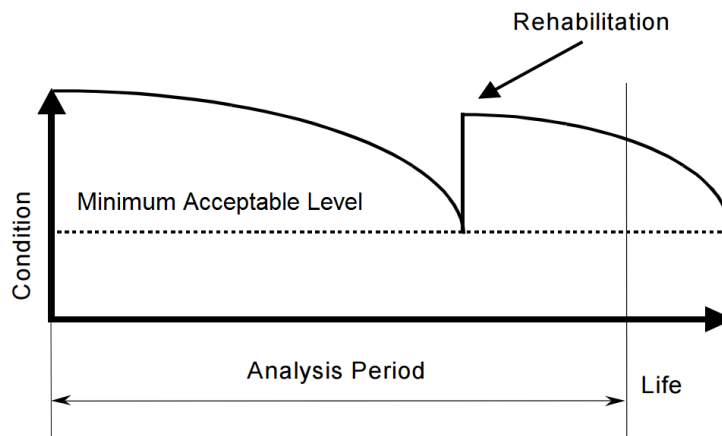 Rehabilitation
Minimum Acceptable Level
Condition
Analysis Period
Life